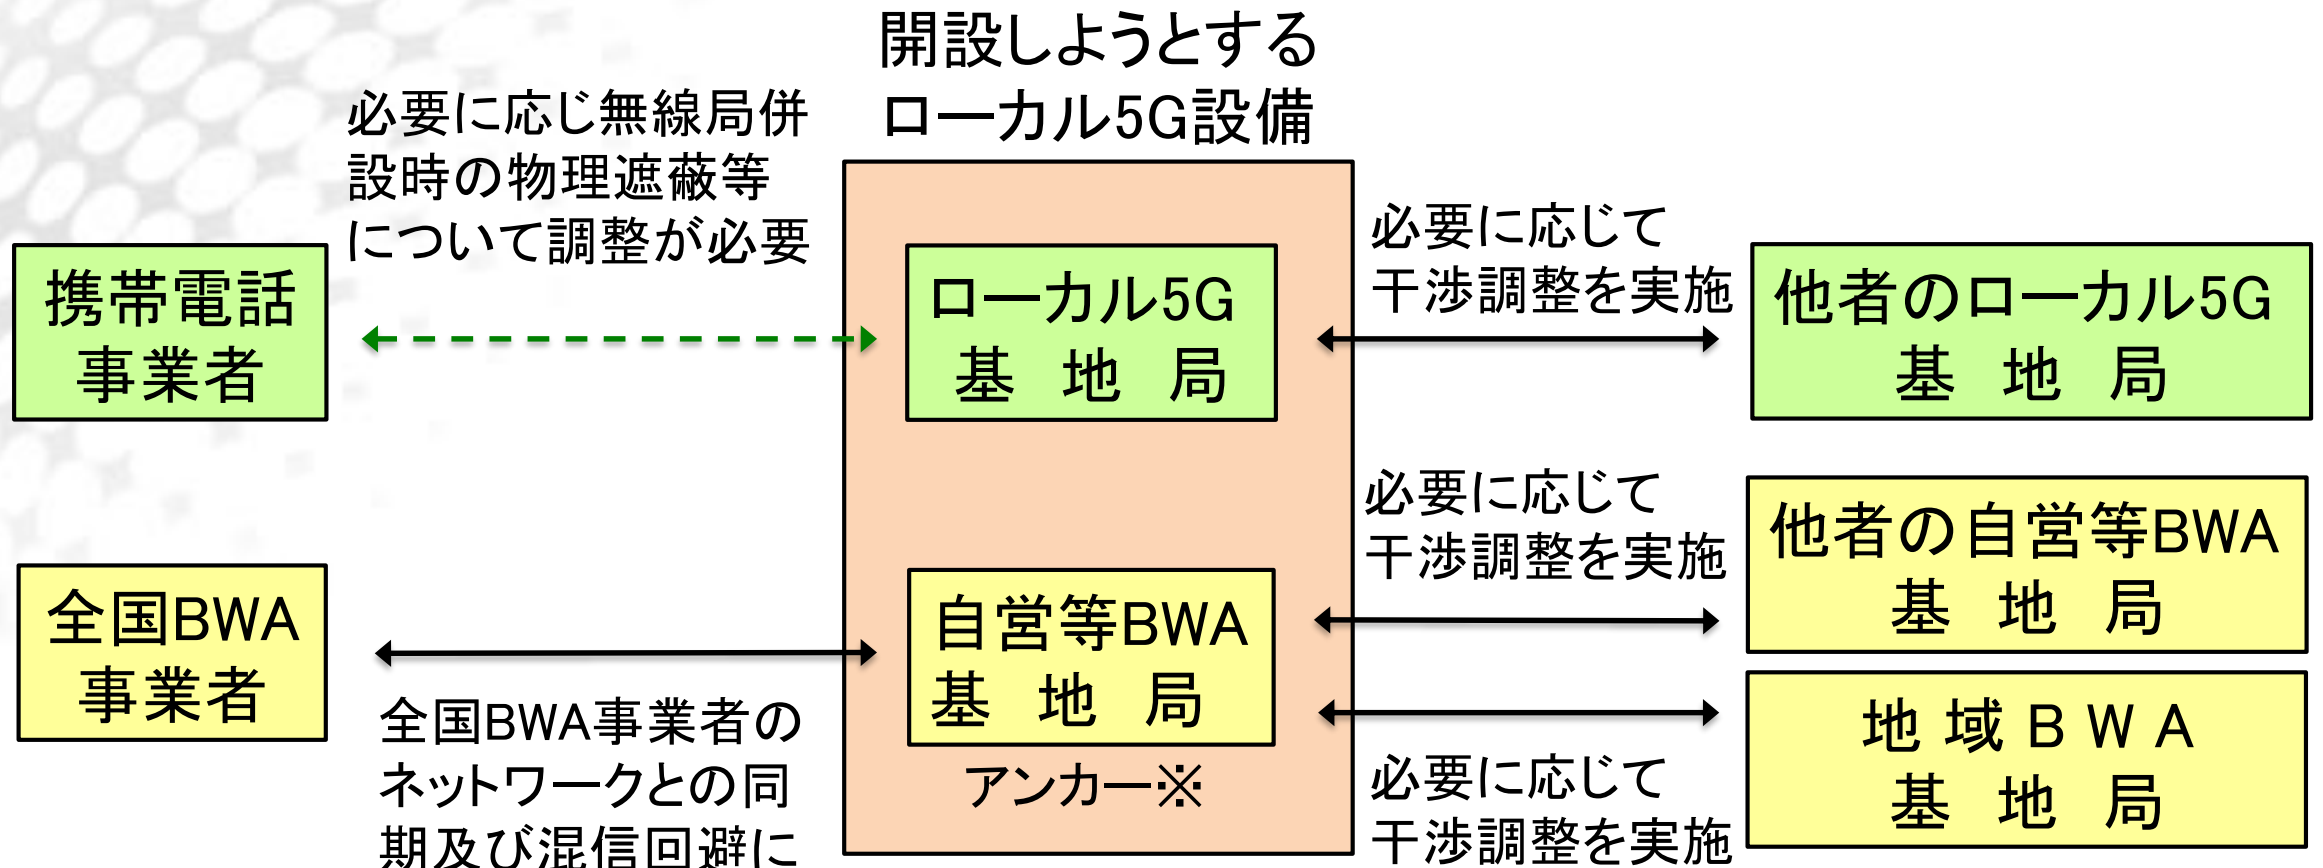 開設しようとする
ローカル5G設備
必要に応じ無線局併
設時の物理遮蔽等
について調整が必要
携帯電話
事業者
ローカル5G
基 地 局
必要に応じて
干渉調整を実施
他者のローカル5G
基 地 局
全国BWA
事業者
全国BWA事業者の
ネットワークとの同
期及び混信回避に
自営等BWA
基 地 局
アンカー※
必要に応じて
干渉調整を実施
他者の自営等BWA
基 地 局
必要に応じて
干渉調整を実施
地 域 B W A
基 地 局